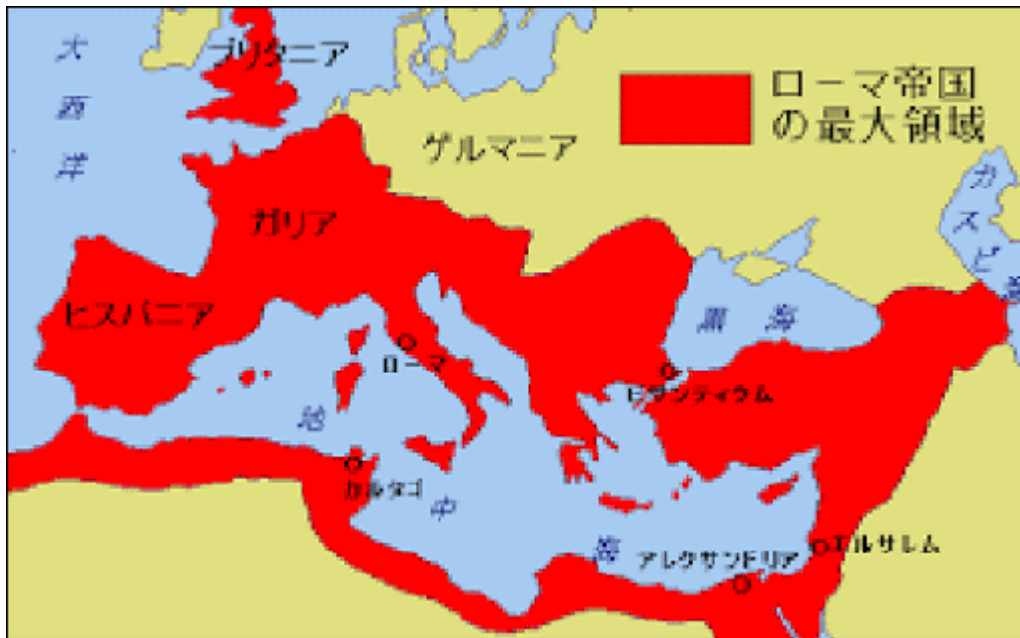 大西洋
ブリタニア
ローマ帝国
の最大領域
ゲルマニア
カスピ海
ガリア
ヒスパニア
黒海
ローマ
ビザンティウム
地中海
カルタゴ
エルサレム
アレクサンドリア